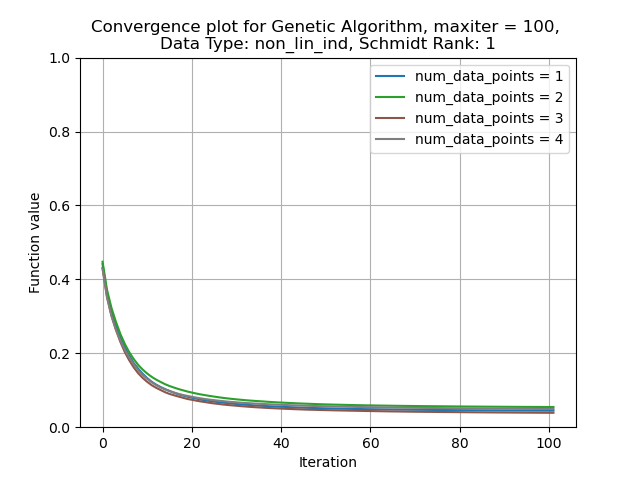 Convergence plot for Genetic Algorithm, maxiter = 100,
Data Type: non_lin_ind, Schmidt Rank: 1
num_data_points = 1
num_data_points = 2
num_data_points = 3
num_data_points = 4
Function value
1.0
0.8
0.6
0.4
0.2
0.0
0 20 40 60 80 100
Iteration